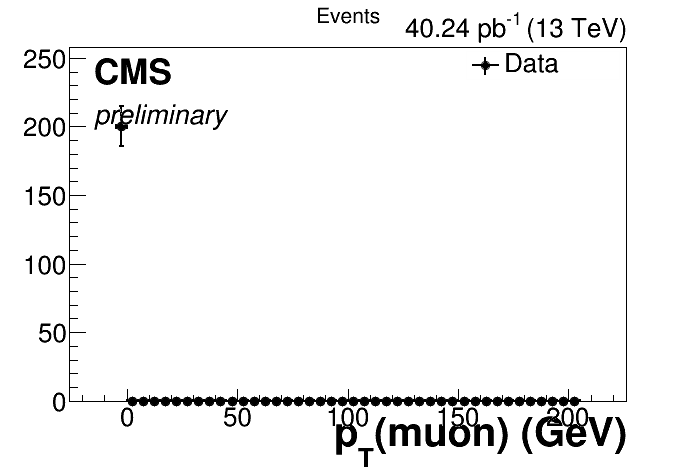 Events
40.24 pb-1 (13 TeV)
250
CMS
Data
preliminary
200
150
100
50
0
0 50 100 150 200
pT(muon) (GeV)